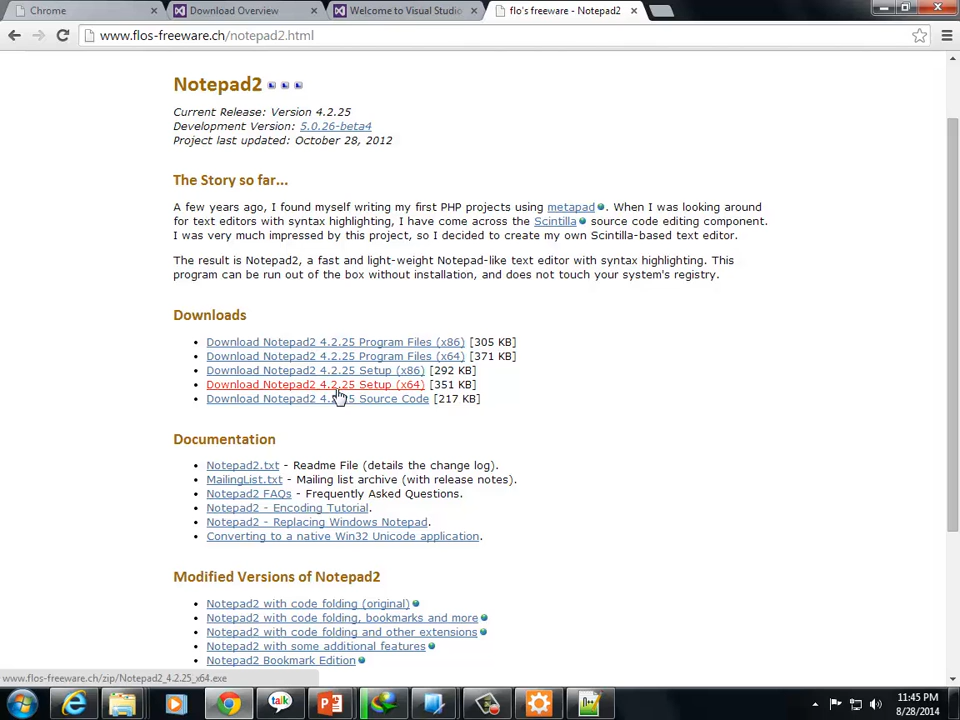 Chrome
Download Overview
Welcome to Visual Studio
flo's freeware - Notepad2
www.flos-freeware.ch/notepad2.html
Notepad2
Current Release: Version 4.2.25
Development Version: 5.0.26-beta4
Project last updated: October 28, 2012
The Story so far...
A few years ago, I found myself writing my first PHP projects using metapad. When I was looking around
for text editors with syntax highlighting, I have come across the Scintilla source code editing component.
I was very much impressed by this project, so I decided to create my own Scintilla-based text editor.
The result is Notepad2, a fast and light-weight Notepad-like text editor with syntax highlighting. This
program can be run out of the box without installation, and does not touch your system's registry.
Downloads
Download Notepad2 4.2.25 Program Files (x86) [305 KB]
Download Notepad2 4.2.25 Program Files (x64) [371 KB]
Download Notepad2 4.2.25 Setup (x86) [292 KB]
Download Notepad2 4.2.25 Setup (x64) [351 KB]
Download Notepad2 4.2.25 Source Code [217 KB]
Documentation
Notepad2.txt - Readme File (details the change log).
MailingList.txt - Mailing list archive (with release notes).
Notepad2 FAQs - Frequently Asked Questions.
Notepad2 - Encoding Tutorial.
Notepad2 - Replacing Windows Notepad.
Converting to a native Win32 Unicode application.
Modified Versions of Notepad2
Notepad2 with code folding (original)
Notepad2 with code folding, bookmarks and more
Notepad2 with code folding and other extensions
Notepad2 with some additional features
Notepad2 Bookmark Edition
www.flos-freeware.ch/zip/Notepad2_4.2.25_x64.exe
talk
11:45 PM
8/28/2014